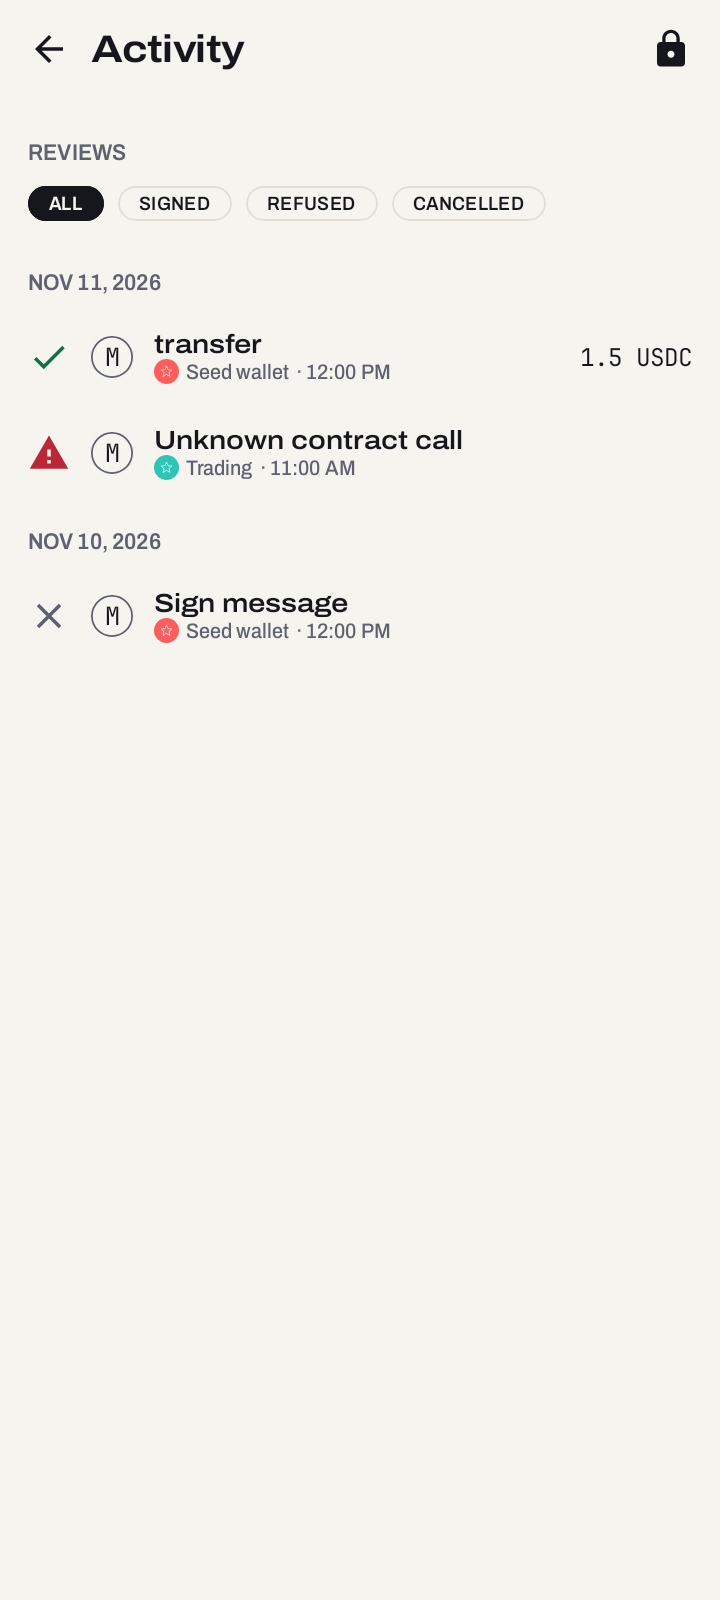 Activity
REVIEWS
ALL SIGNED REFUSED CANCELLED
NOV 11, 2026
M transfer 1.5 USDC
Seed wallet · 12:00 PM
M Unknown contract call
Trading · 11:00 AM
NOV 10, 2026
M Sign message
Seed wallet · 12:00 PM